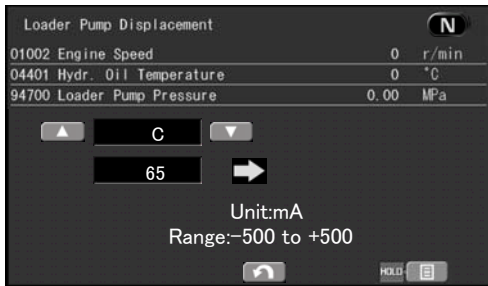 Loader Pump Displacement N
01002 Engine Speed 0 r/min
04401 Hydr. Oil Temperature 0 °C
94700 Loader Pump Pressure 0.00 MPa
C
65
Unit:mA
Range:-500 to +500
HOLD